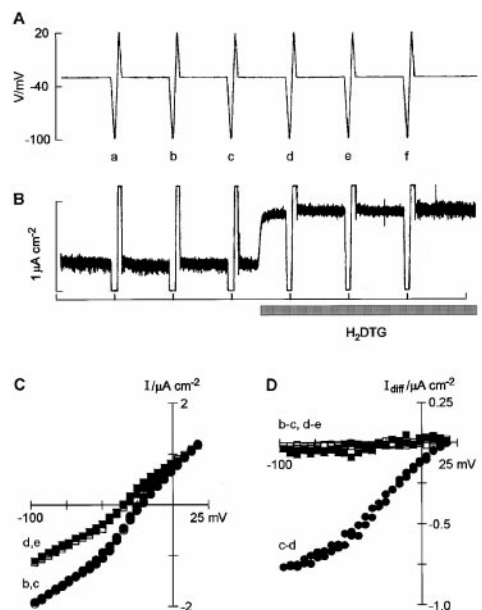 A
20
V/mV
-40
-100
a b c d e f
B
1 μA cm-2
H2DTG
C
I/μA cm-2
2
-100
25 mV
d,e
b,c
-2
D
Idiff/μA cm-2
0.25
b-c, d-e
-100
25 mV
-0.5
c-d
-1.0